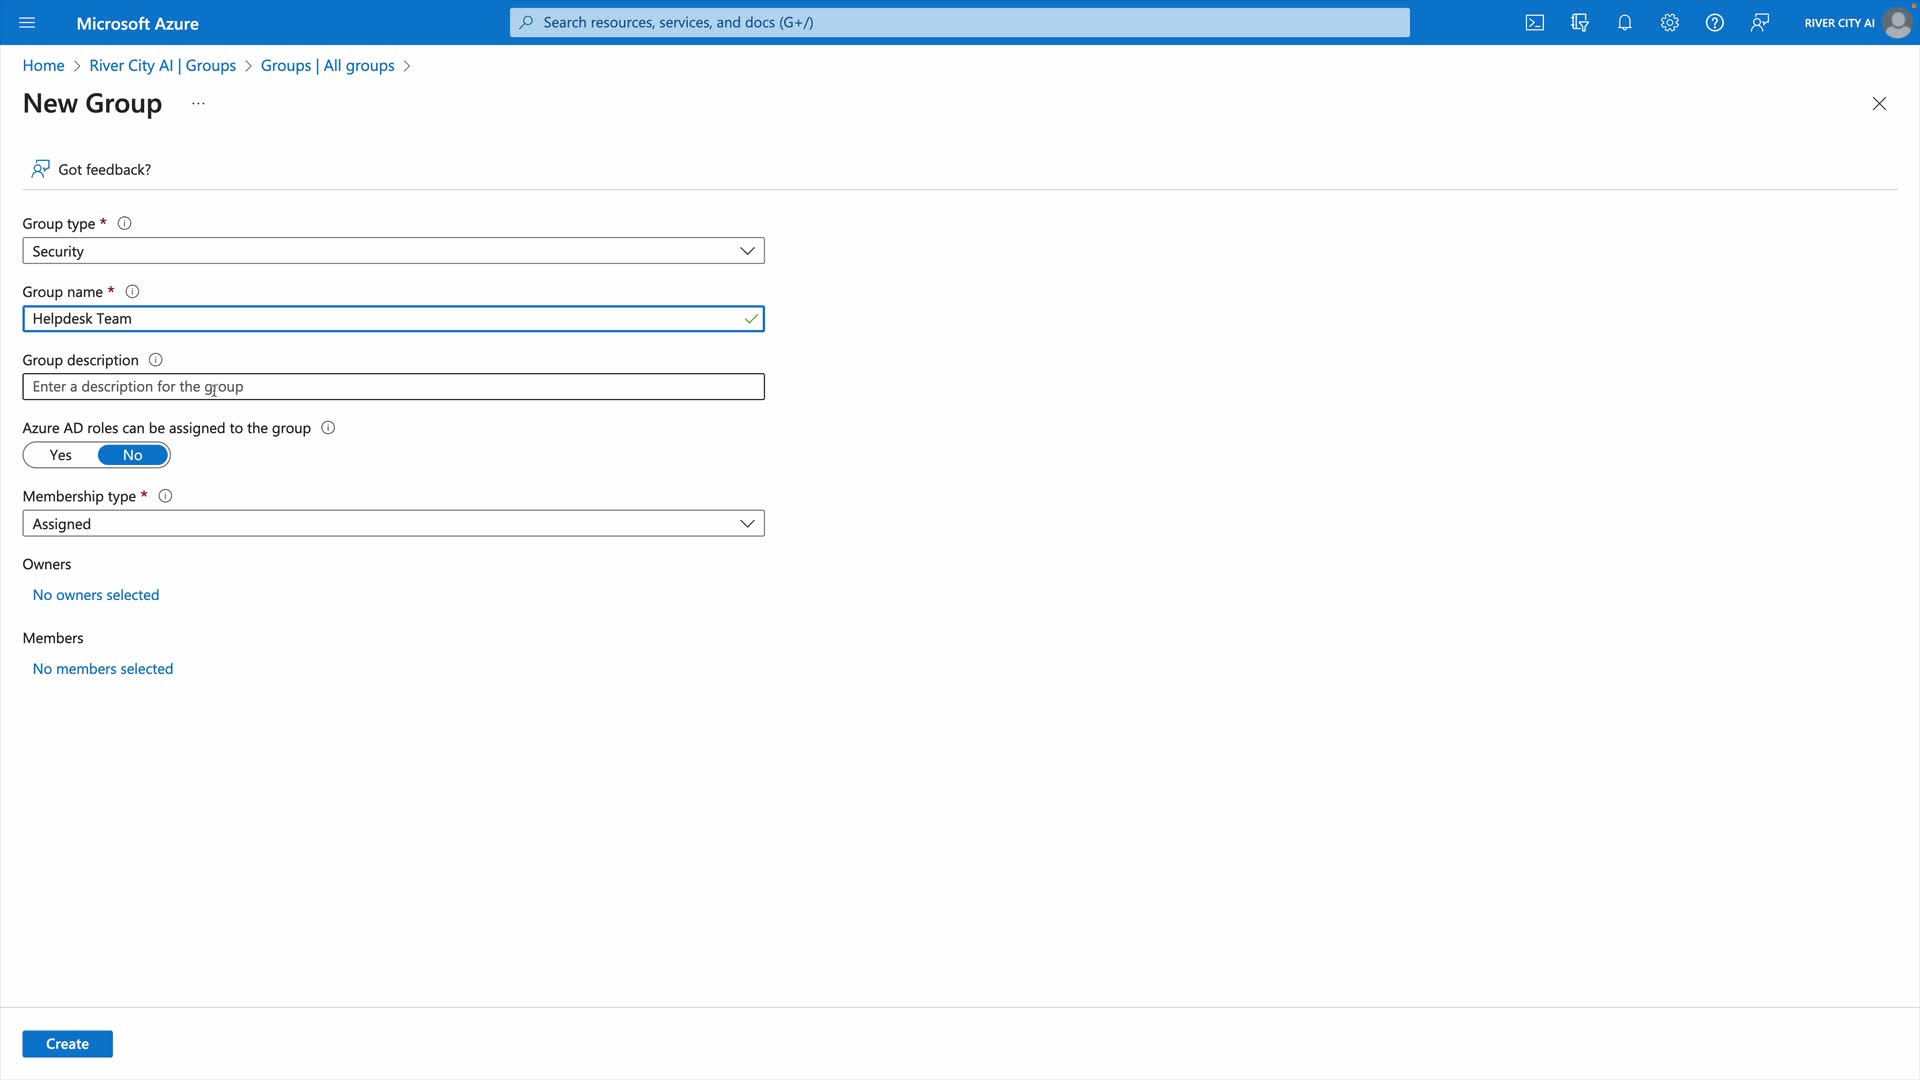 Microsoft Azure
Search resources, services, and docs (G+/)
RIVER CITY AI
Home > River City AI | Groups > Groups | All groups >
New Group ...
Got feedback?
Group type *
Security
Group name *
Helpdesk Team
Group description
Enter a description for the group
Azure AD roles can be assigned to the group
Yes No
Membership type *
Assigned
Owners
No owners selected
Members
No members selected
Create